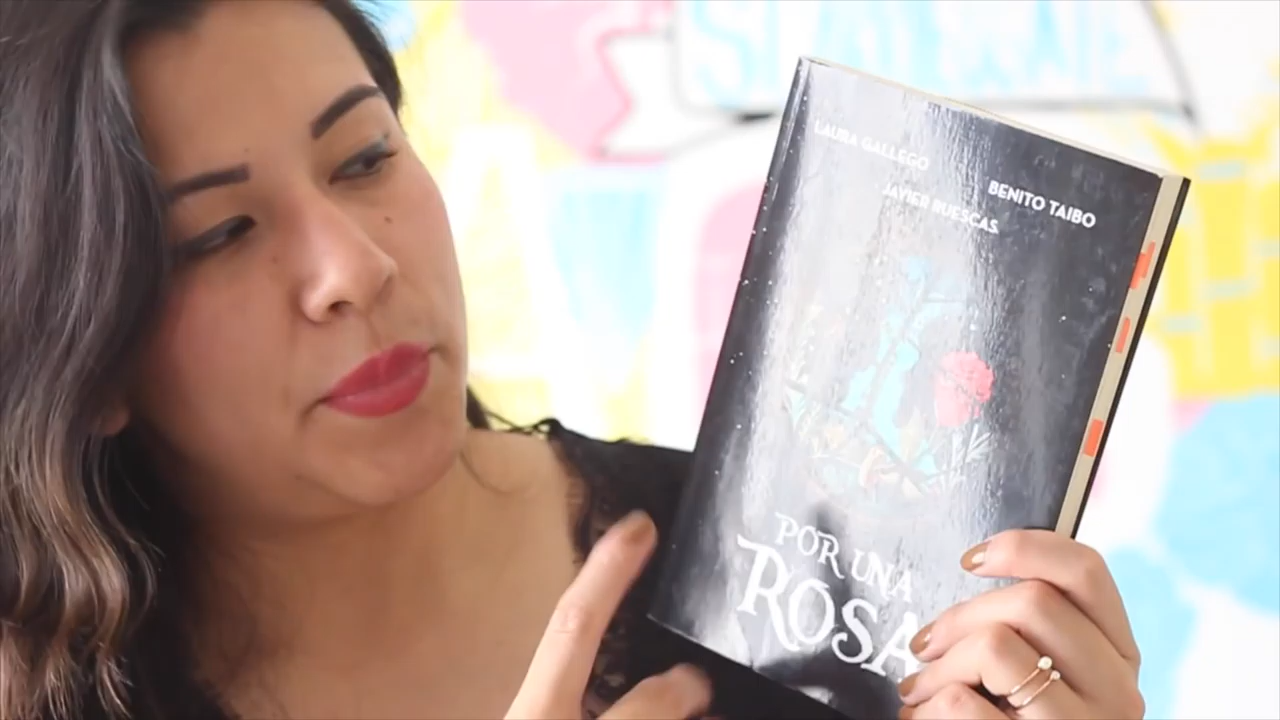 LAURA GALLEGO
BENITO TAIBO
JAVIER RUESCAS
POR UNA
ROSA